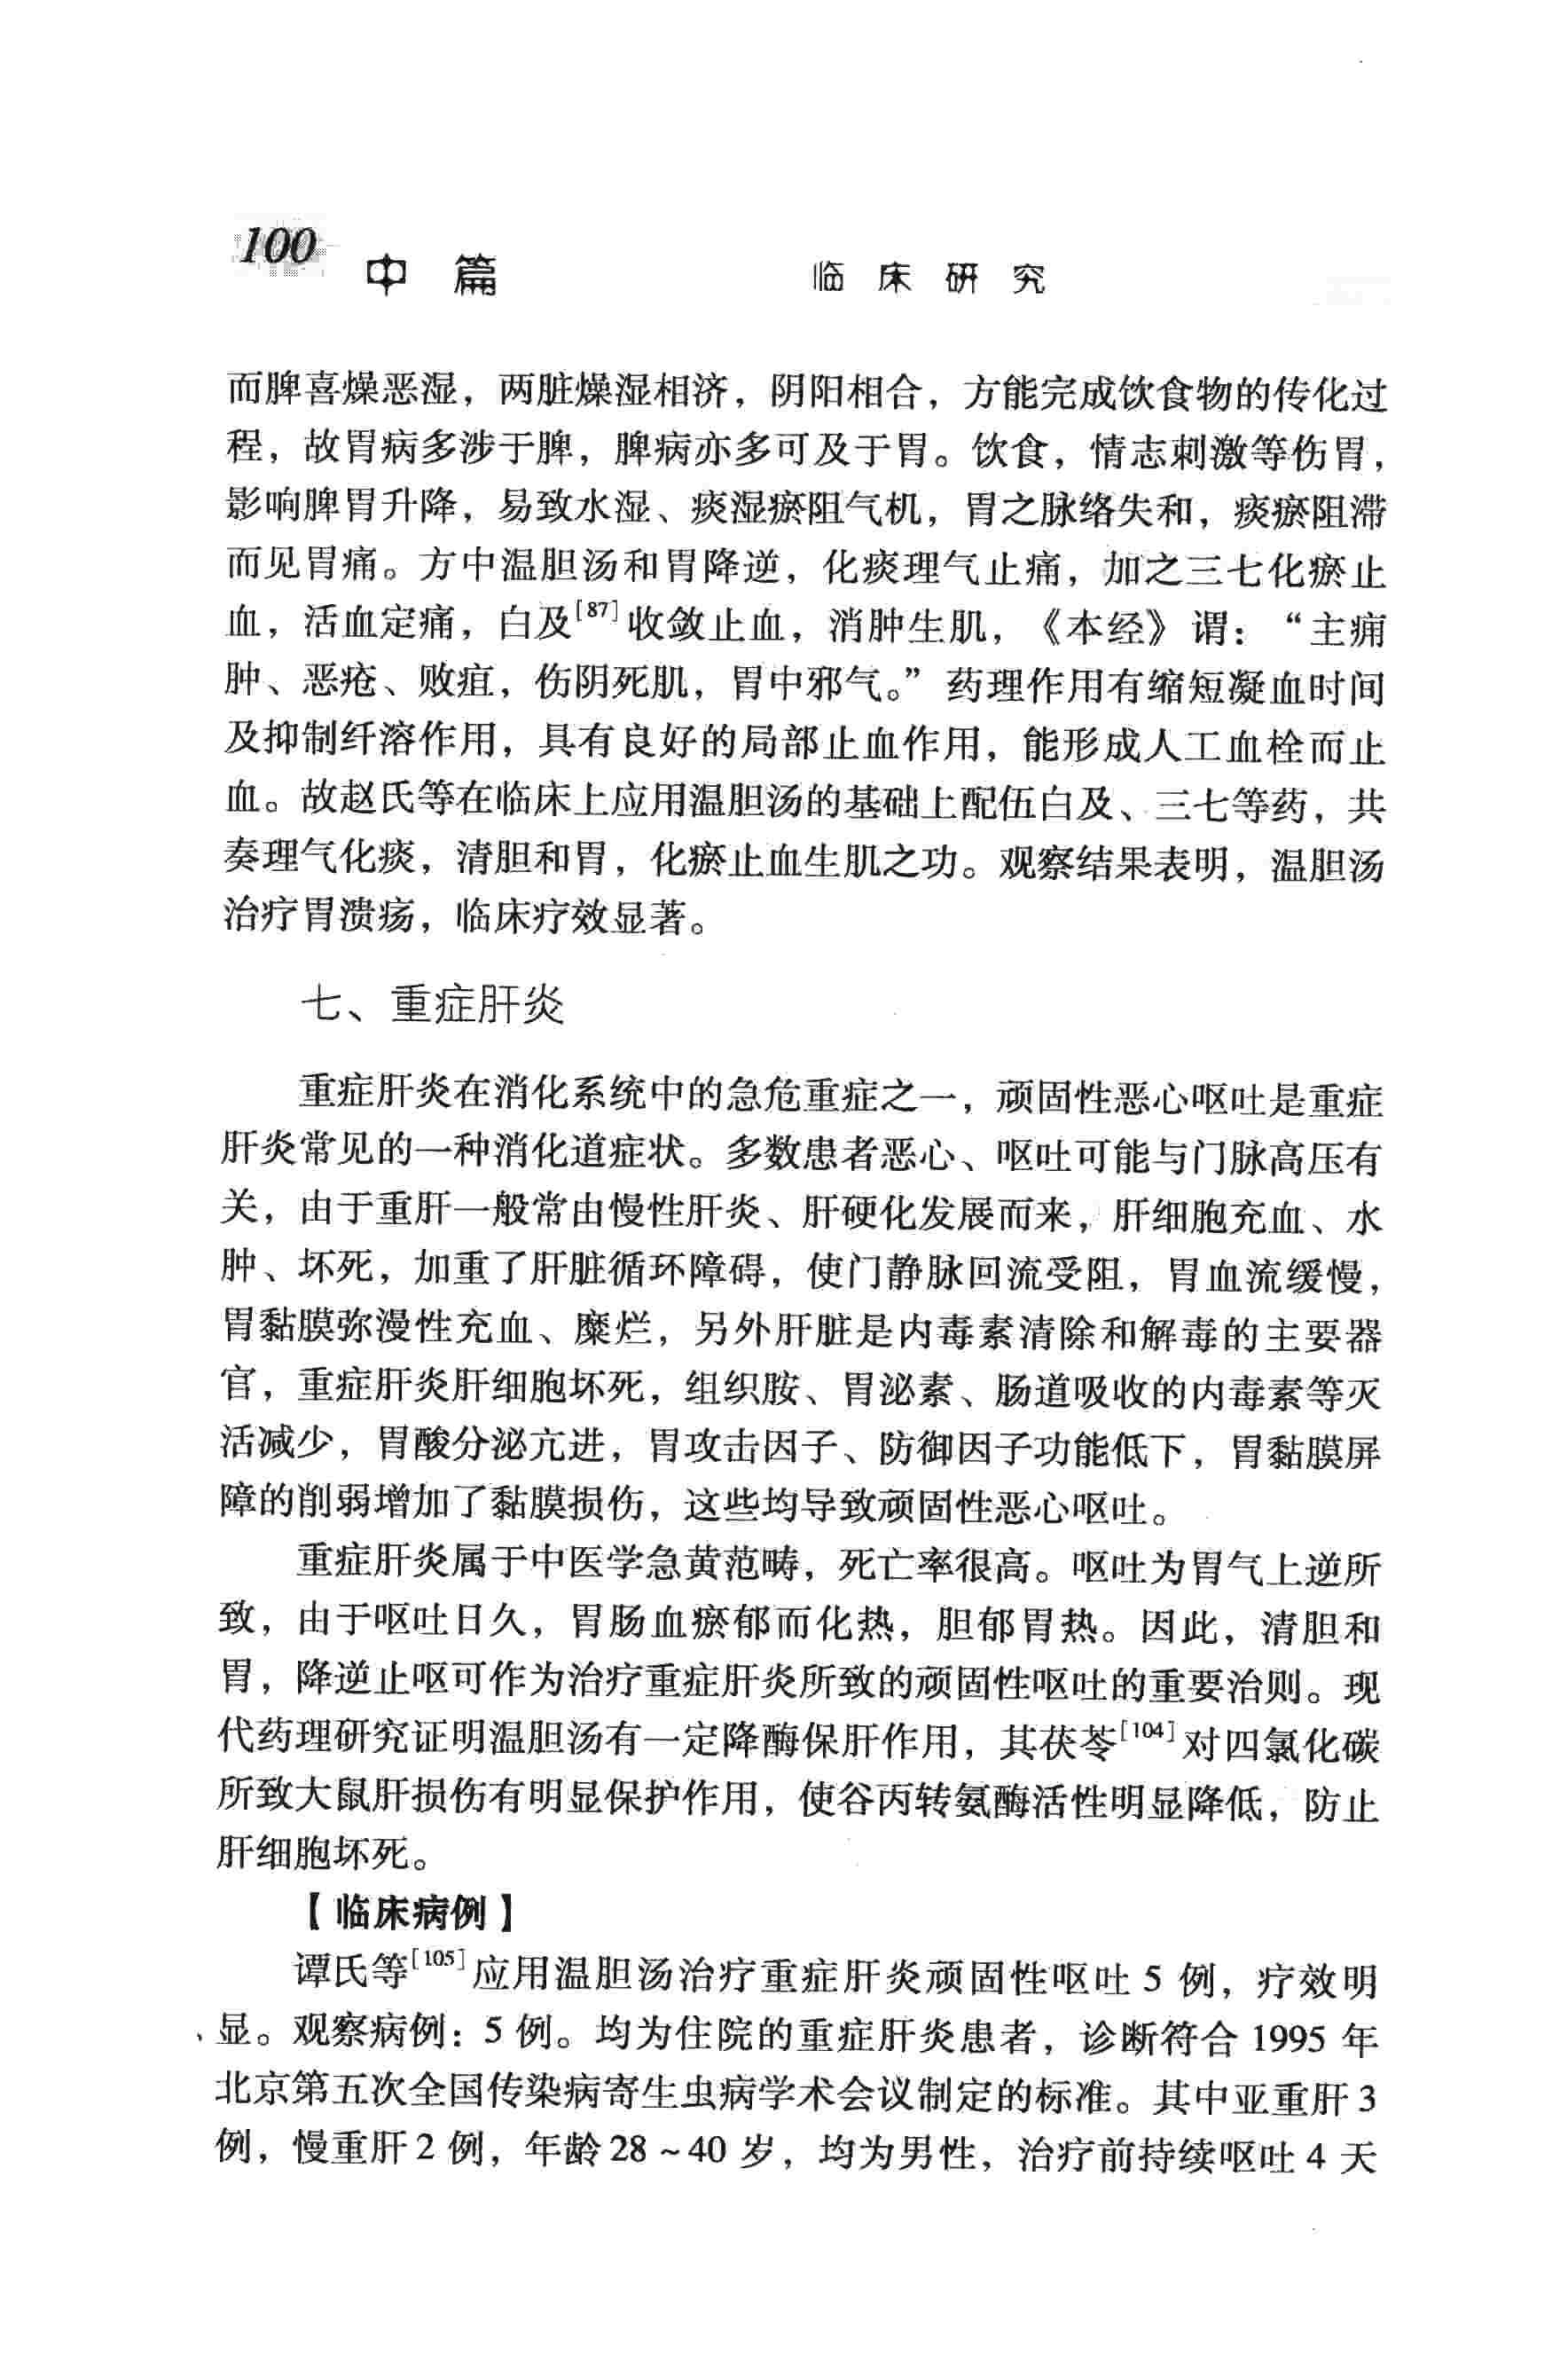 100
中 篇 临床研究
而脾喜燥恶湿，两脏燥湿相济，阴阳相合，方能完成饮食物的传化过
程，故胃病多涉于脾，脾病亦多可及于胃。饮食，情志刺激等伤胃，
影响脾胃升降，易致水湿、痰湿瘀阻气机，胃之脉络失和，痰瘀阻滞
而见胃痛。方中温胆汤和胃降逆，化痰理气止痛，加之三七化瘀止
血，活血定痛，白及[87]收敛止血，消肿生肌，《本经》谓：“主痈
肿、恶疮、败疽，伤阴死肌，胃中邪气。”药理作用有缩短凝血时间
及抑制纤溶作用，具有良好的局部止血作用，能形成人工血栓而止
血。故赵氏等在临床上应用温胆汤的基础上配伍白及、三七等药，共
奏理气化痰，清胆和胃，化瘀止血生肌之功。观察结果表明，温胆汤
治疗胃溃疡，临床疗效显著。
七、重症肝炎
重症肝炎在消化系统中的急危重症之一，顽固性恶心呕吐是重症
肝炎常见的一种消化道症状。多数患者恶心、呕吐可能与门脉高压有
关，由于重肝一般常由慢性肝炎、肝硬化发展而来，肝细胞充血、水
肿、坏死，加重了肝脏循环障碍，使门静脉回流受阻，胃血流缓慢，
胃黏膜弥漫性充血、糜烂，另外肝脏是内毒素清除和解毒的主要器
官，重症肝炎肝细胞坏死，组织胺、胃泌素、肠道吸收的内毒素等灭
活减少，胃酸分泌亢进，胃攻击因子、防御因子功能低下，胃黏膜屏
障的削弱增加了黏膜损伤，这些均导致顽固性恶心呕吐。
重症肝炎属于中医学急黄范畴，死亡率很高。呕吐为胃气上逆所
致，由于呕吐日久，胃肠血瘀郁而化热，胆郁胃热。因此，清胆和
胃，降逆止呕可作为治疗重症肝炎所致的顽固性呕吐的重要治则。现
代药理研究证明温胆汤有一定降酶保肝作用，其茯苓[104]对四氯化碳
所致大鼠肝损伤有明显保护作用，使谷丙转氨酶活性明显降低，防止
肝细胞坏死。
【临床病例】
谭氏等[105]应用温胆汤治疗重症肝炎顽固性呕吐 5 例，疗效明
显。观察病例：5 例。均为住院的重症肝炎患者，诊断符合 1995 年
北京第五次全国传染病寄生虫病学术会议制定的标准。其中亚重肝 3
例，慢重肝 2 例，年龄 28 ~ 40 岁，均为男性，治疗前持续呕吐 4 天